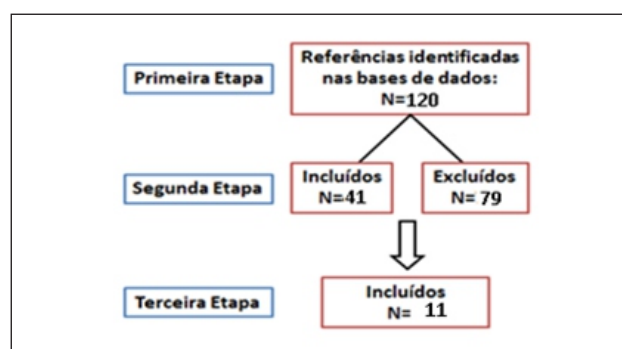 Primeira Etapa
Referências identificadas
nas bases de dados:
N=120
Segunda Etapa
Incluídos
N=41
Excluídos
N= 79
Terceira Etapa
Incluídos
N= 11